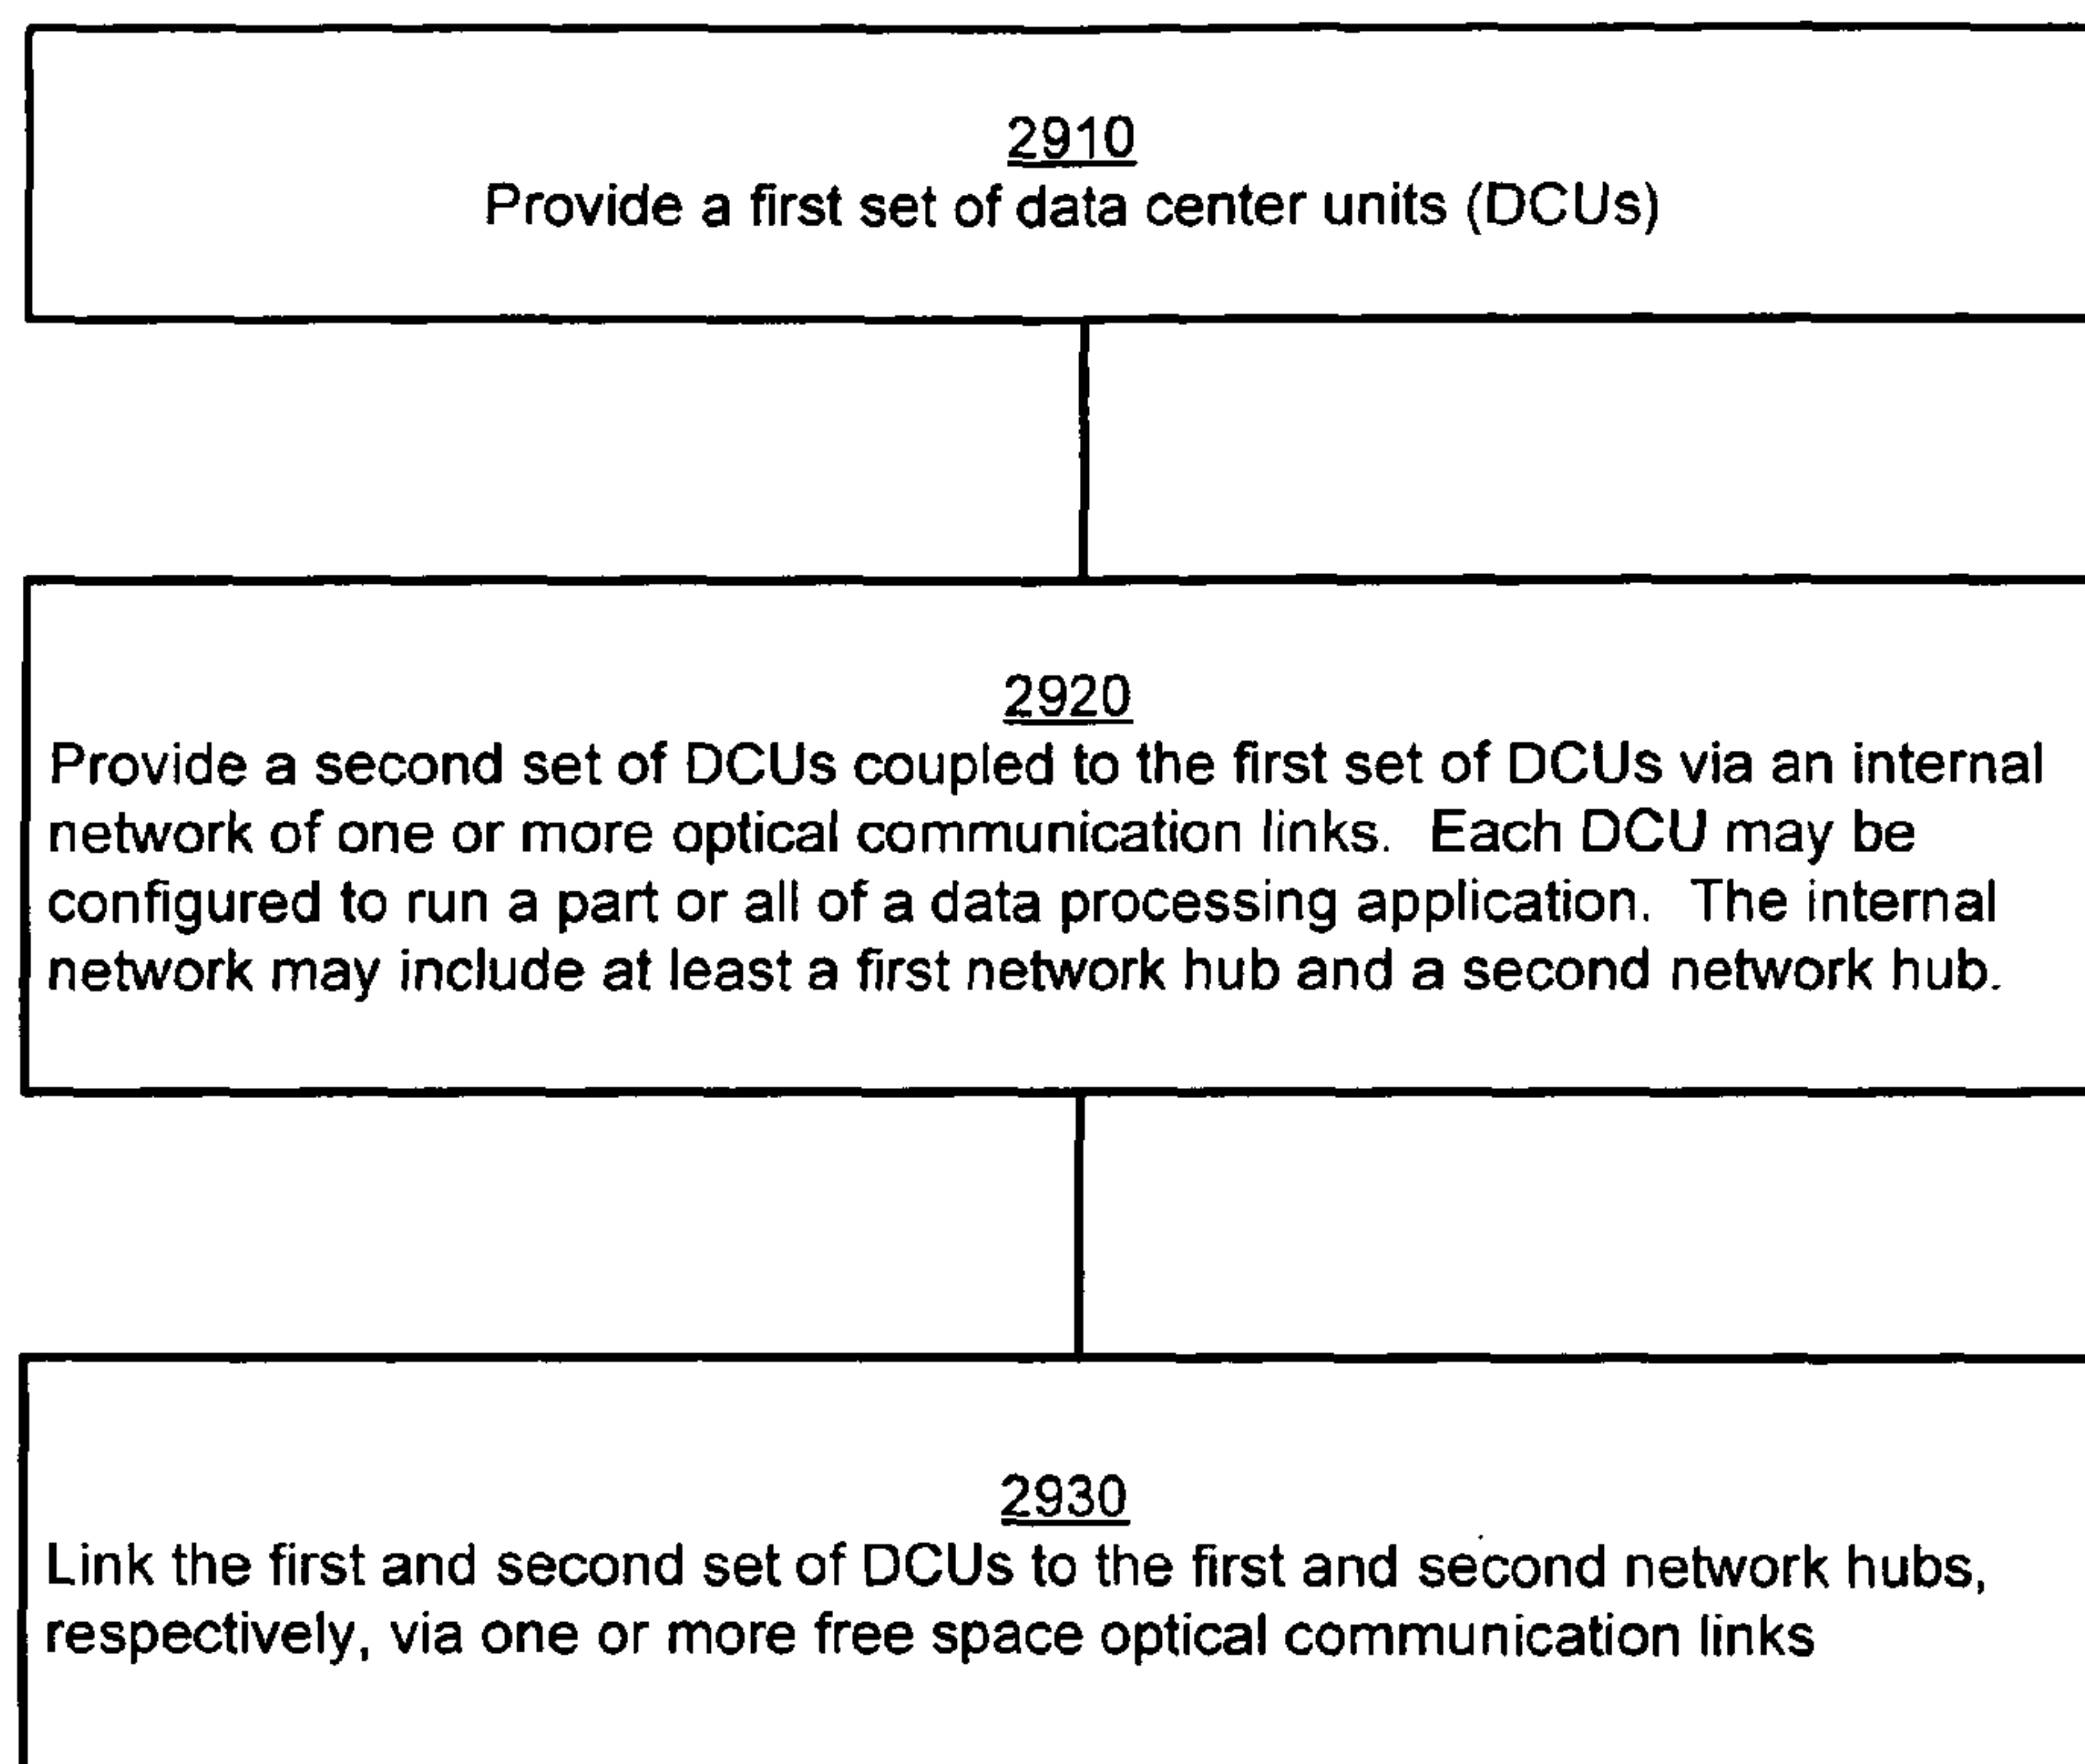 2910
Provide a first set of data center units (DCUs)
2920
Provide a second set of DCUs coupled to the first set of DCUs via an internal
network of one or more optical communication links.  Each DCU may be
configured to run a part or all of a data processing application.  The internal
network may include at least a first network hub and a second network hub.
2930
Link the first and second set of DCUs to the first and second network hubs,
respectively, via one or more free space optical communication links